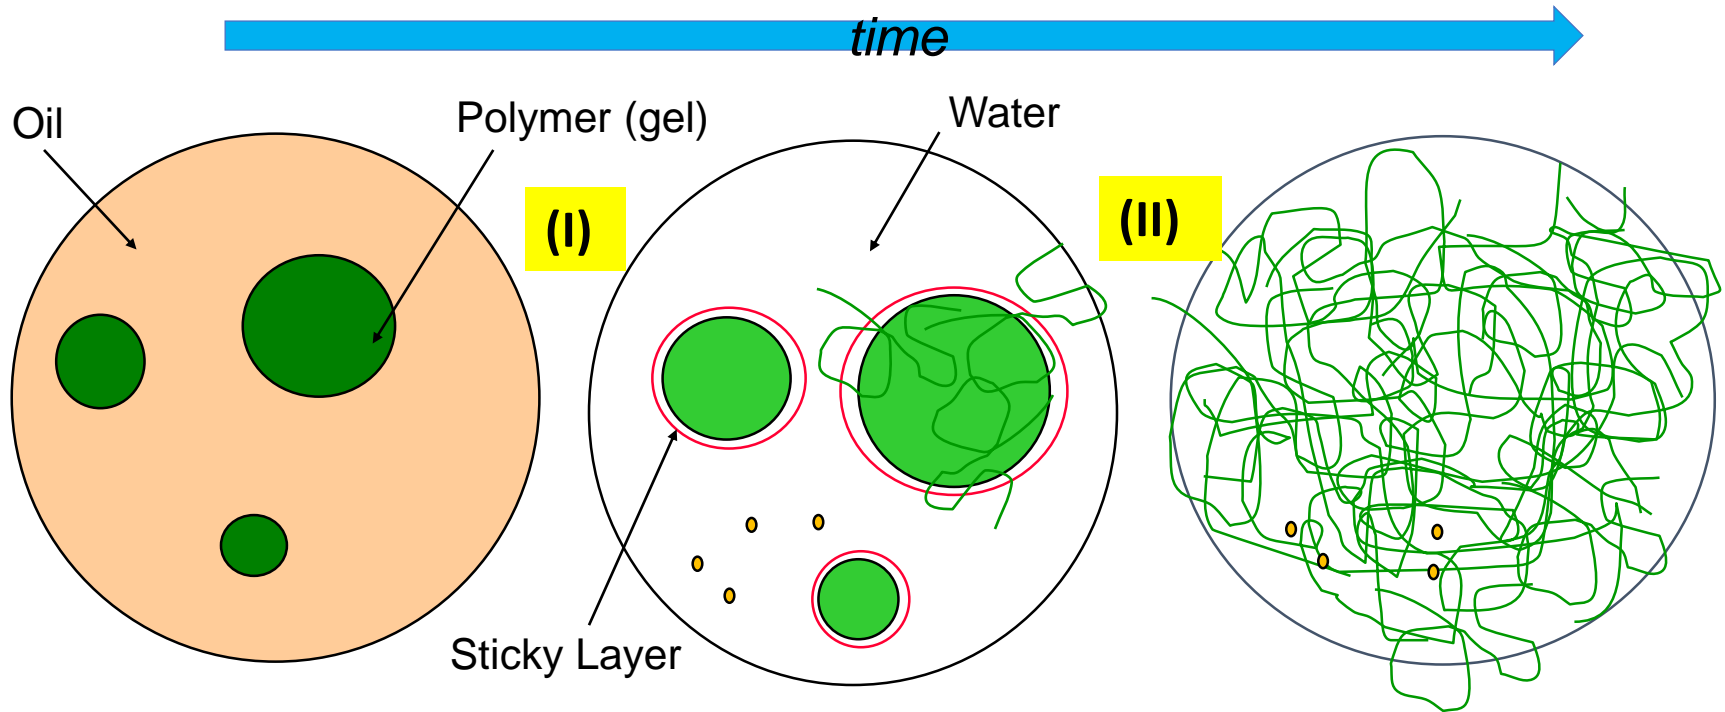 time
Oil
Polymer (gel)
Water
(I)
(II)
Sticky Layer